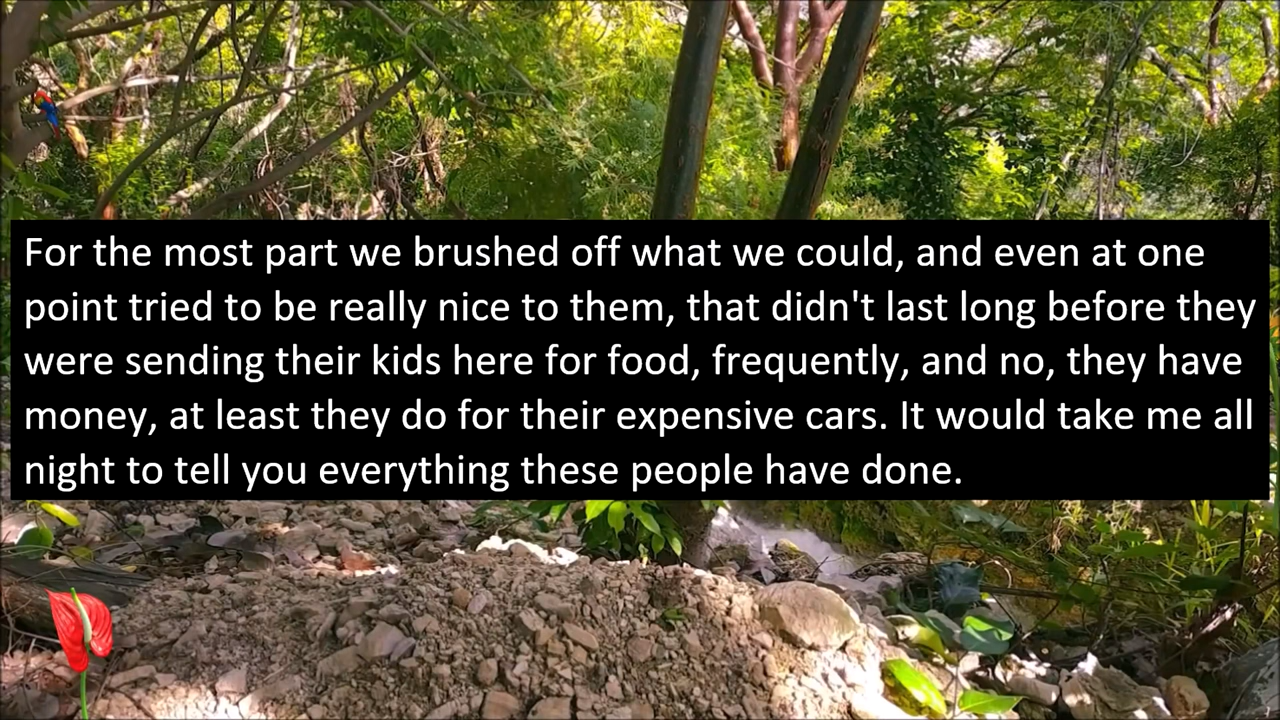 For the most part we brushed off what we could, and even at one
point tried to be really nice to them, that didn't last long before they
were sending their kids here for food, frequently, and no, they have
money, at least they do for their expensive cars. It would take me all
night to tell you everything these people have done.